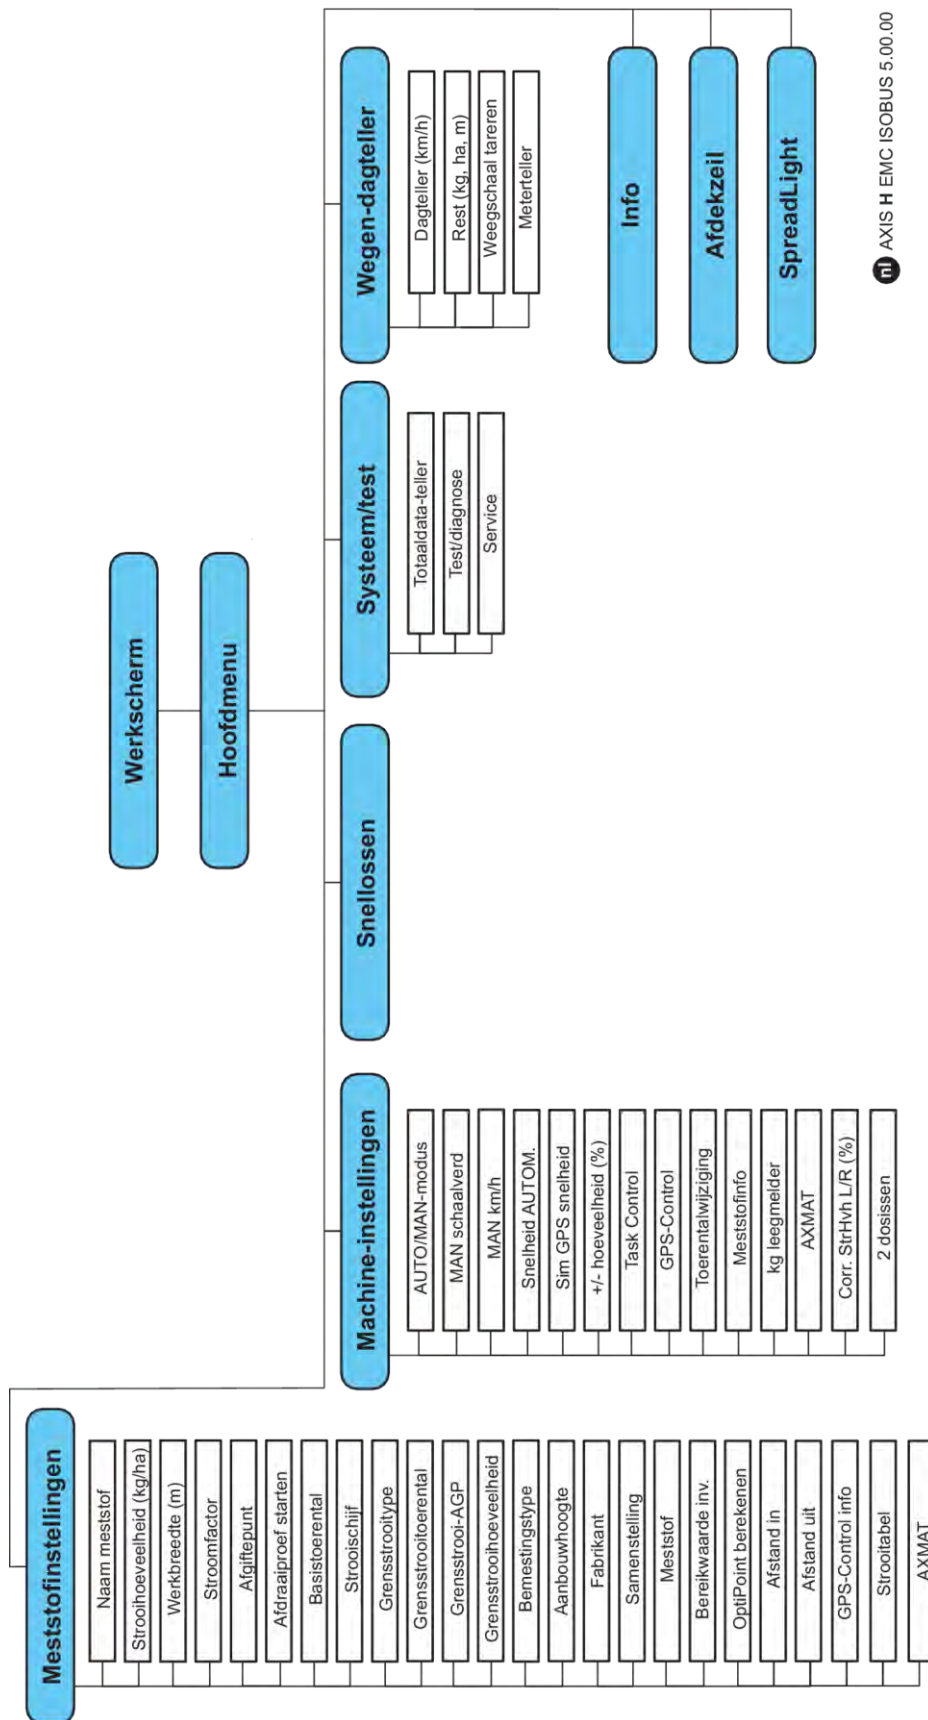 Werkscherm
Hoofdmenu
Meststofinstellingen
Naam meststof
Strooihoeveelheid (kg/ha)
Werkbreedte (m)
Stroomfactor
Afgiftepunt
Afdraaiproef starten
Basistoerental
Strooischijf
Grensstrooitype
Grensstrooitoerental
Grensstrooi-AGP
Grensstrooihoeveelheid
Bemestingstype
Aanbouwhoogte
Fabrikant
Samenstelling
Meststof
Bereikwaarde inv.
OptiPoint berekenen
Afstand in
Afstand uit
GPS-Control info
Strooitabel
AXMAT
Machine-instellingen
AUTO/MAN-modus
MAN schaalverd
MAN km/h
Snelheid AUTOM.
Sim GPS snelheid
+/- hoeveelheid (%)
Task Control
GPS-Control
Toerentalwijziging
Meststofinfo
kg leegmelder
AXMAT
Corr. StrHvh L/R (%)
2 dosissen
Snellossen
Systeem/test
Totaaldata-teller
Test/diagnose
Service
Wegen-dagteller
Dagteller (km/h)
Rest (kg, ha, m)
Weegschaal tareren
Meterteller
Info
Afdekzeil
SpreadLight
nl AXIS H EMC ISOBUS 5.00.00